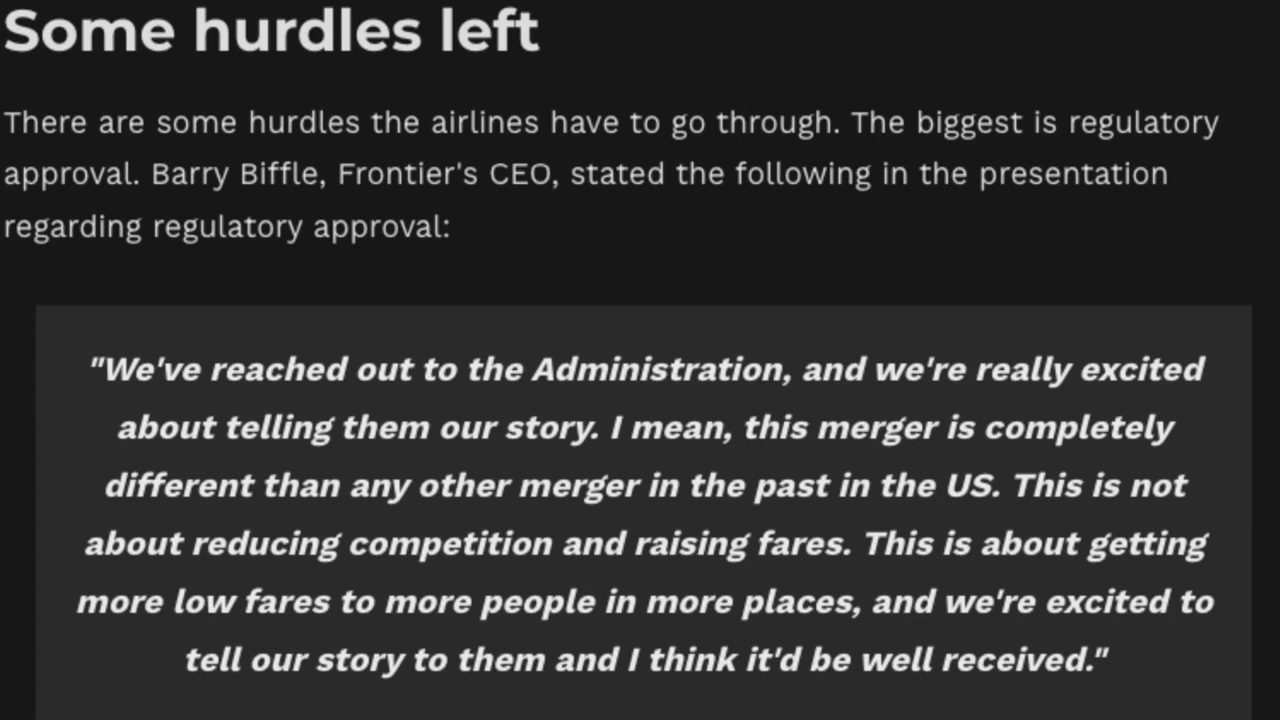 Some hurdles left
There are some hurdles the airlines have to go through. The biggest is regulatory
approval. Barry Biffle, Frontier's CEO, stated the following in the presentation
regarding regulatory approval:
"We've reached out to the Administration, and we're really excited
about telling them our story. I mean, this merger is completely
different than any other merger in the past in the US. This is not
about reducing competition and raising fares. This is about getting
more low fares to more people in more places, and we're excited to
tell our story to them and I think it'd be well received."